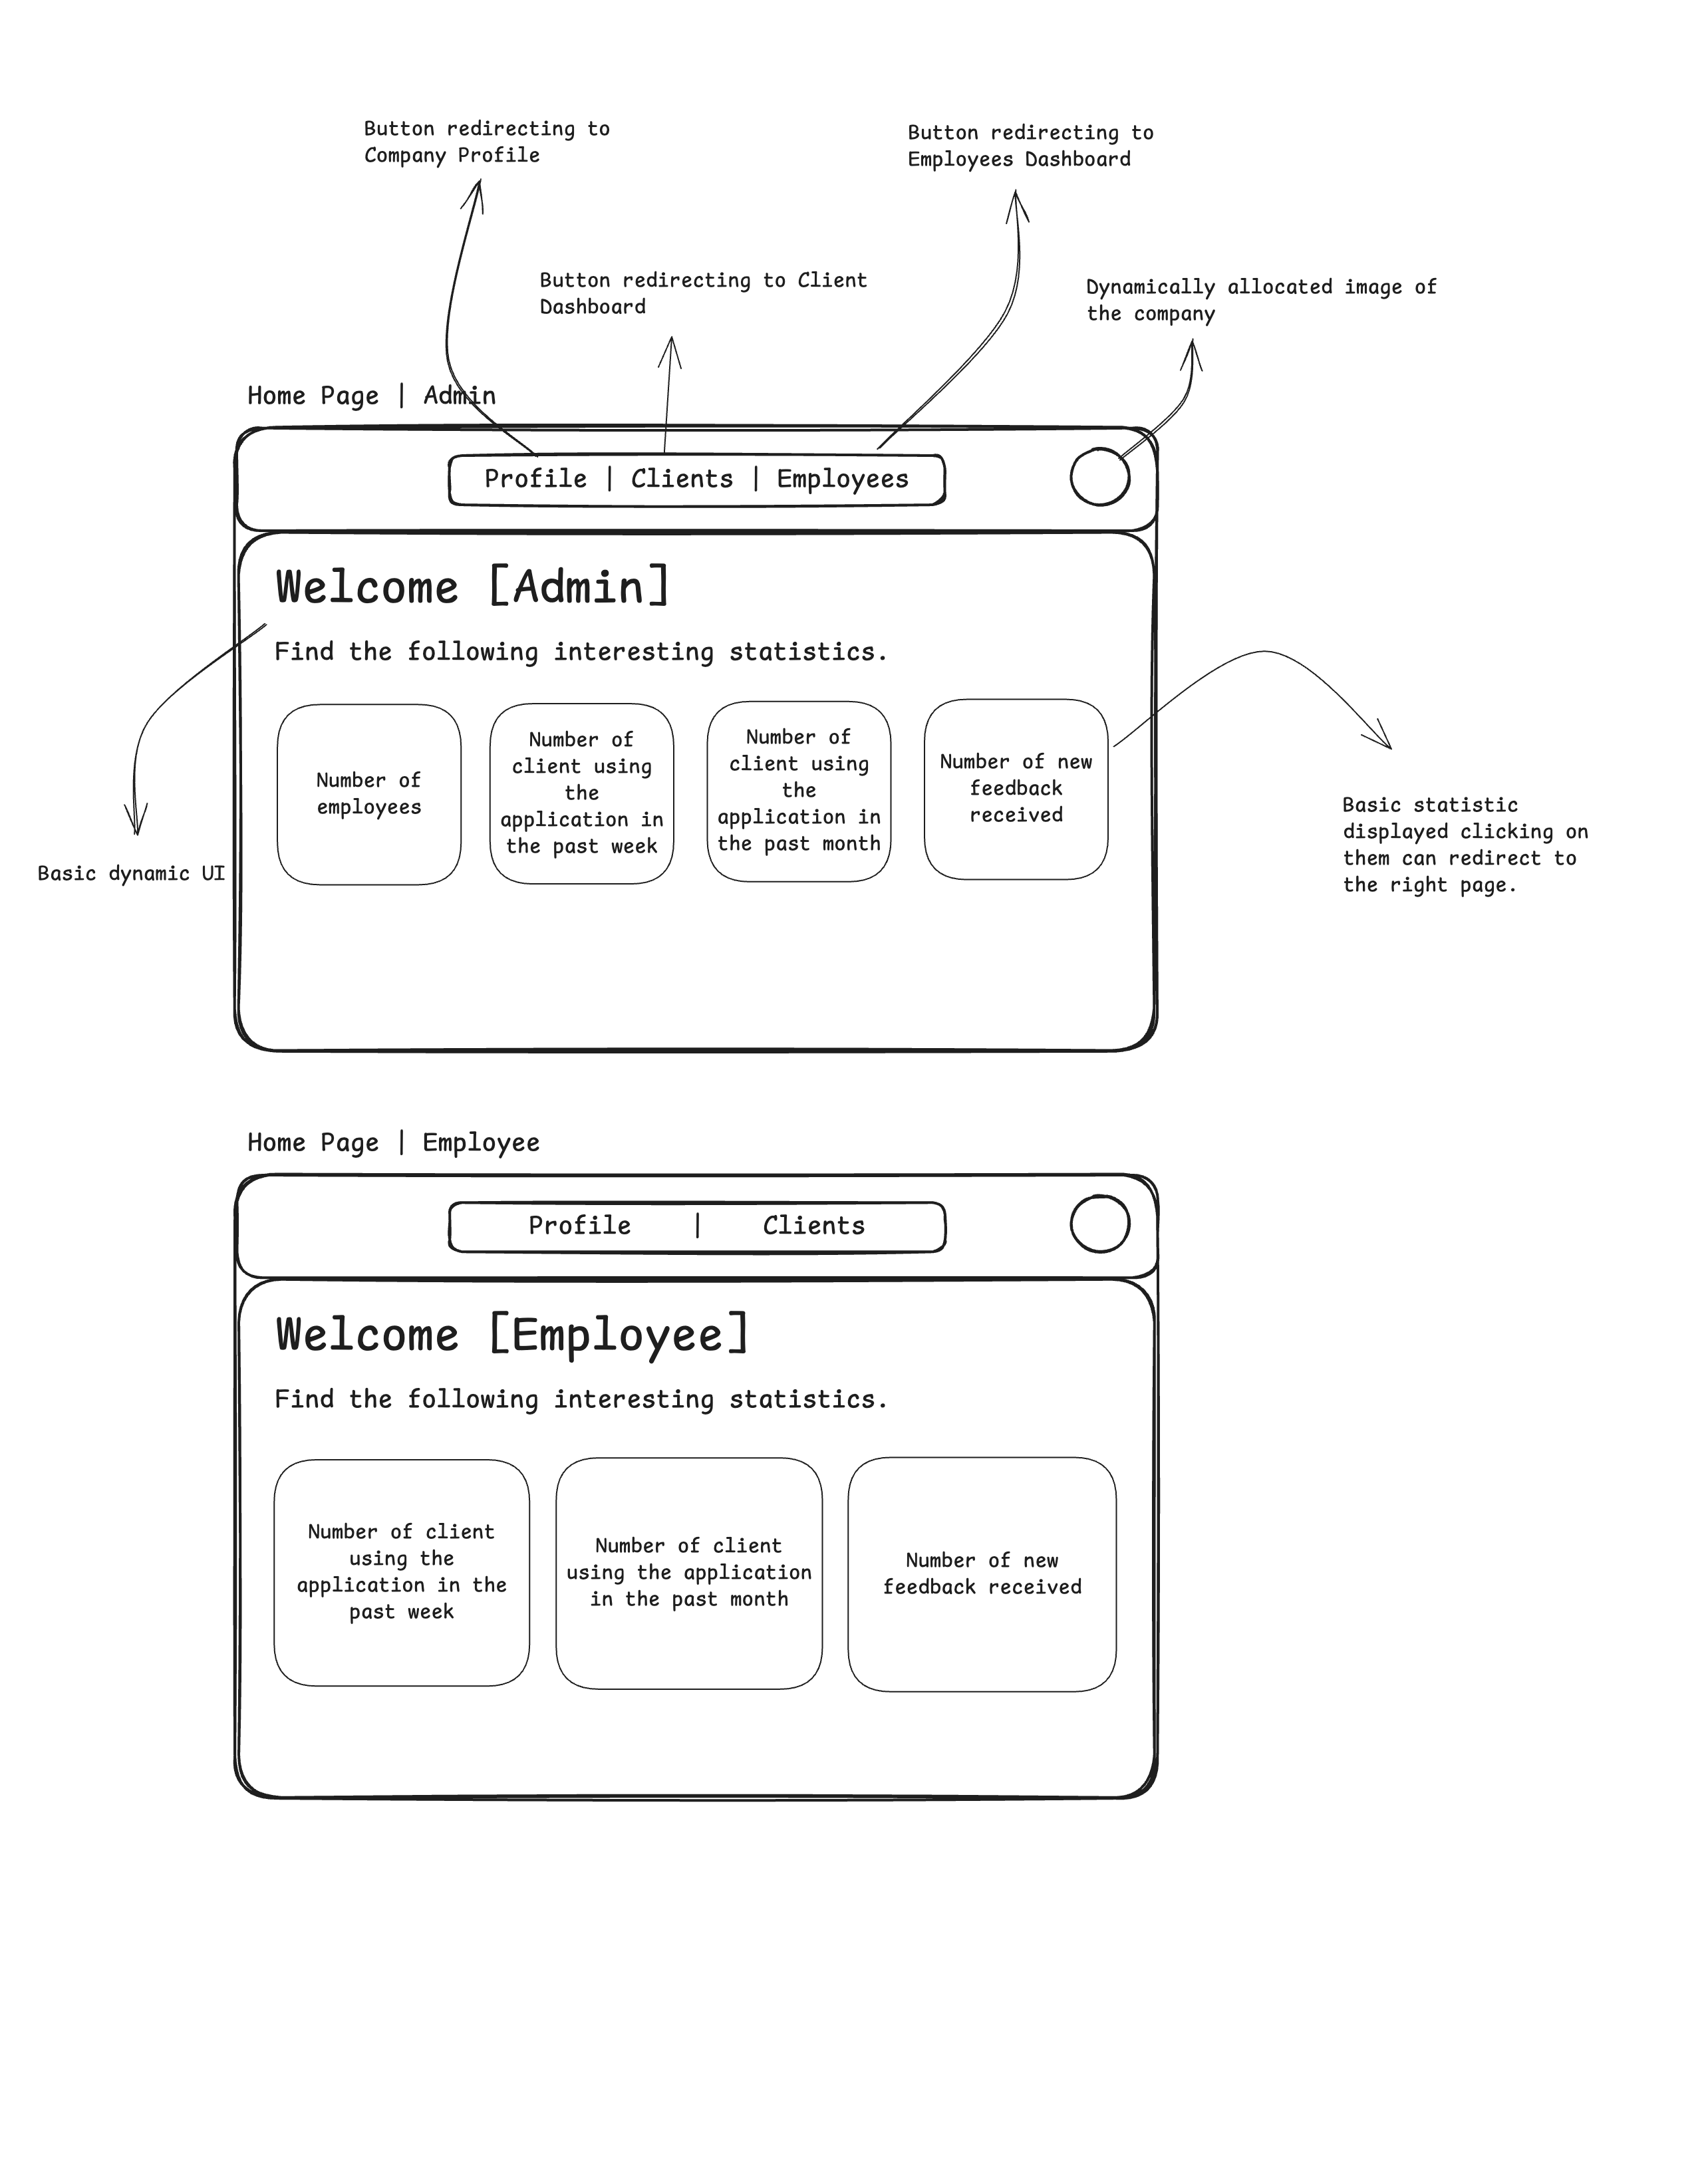 Button redirecting to
Company Profile
Button redirecting to
Employees Dashboard
Button redirecting to Client
Dashboard
Dynamically allocated image of
the company
Home Page | Admin
Profile | Clients | Employees
Welcome [Admin]
Find the following interesting statistics.
Number of
employees
Number of
client using
the
application in
the past week
Number of
client using
the
application in
the past month
Number of new
feedback
received
Basic statistic
displayed clicking on
them can redirect to
the right page.
Basic dynamic UI
Home Page | Employee
Profile | Clients
Welcome [Employee]
Find the following interesting statistics.
Number of client
using the
application in the
past week
Number of client
using the application
in the past month
Number of new
feedback received